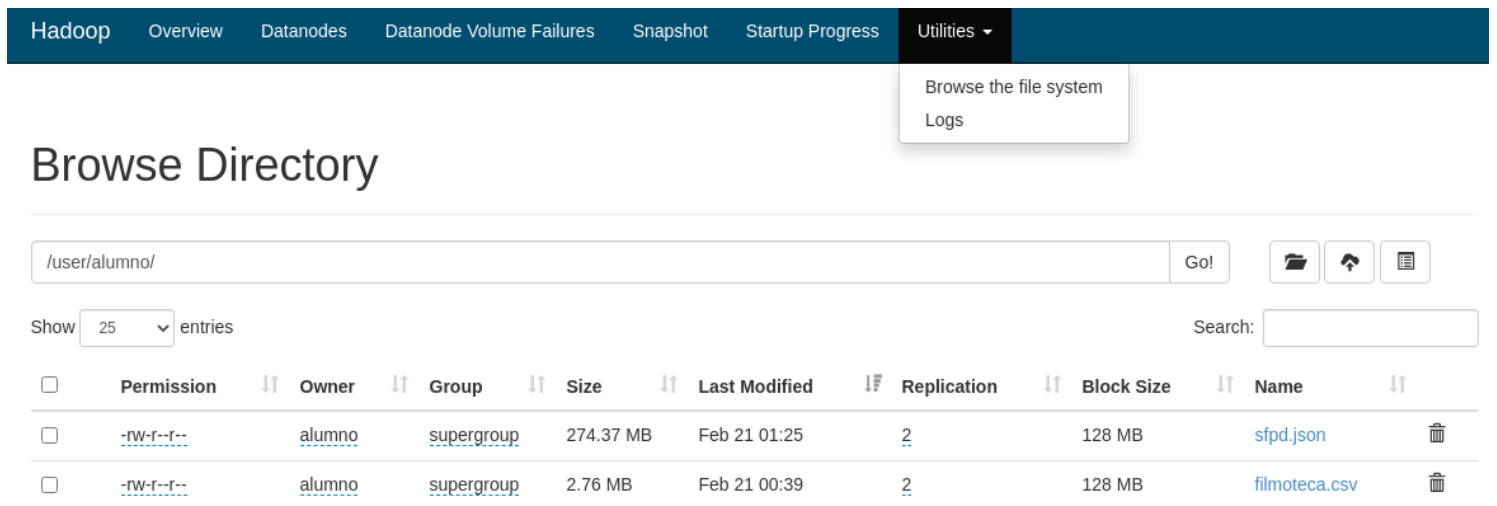 Hadoop Overview Datanodes Datanode Volume Failures Snapshot Startup Progress Utilities
Browse the file system
Logs
Browse Directory
/user/alumno/ Go!
Show 25 entries Search:
Permission Owner Group Size Last Modified Replication Block Size Name
-rw-r--r-- alumno supergroup 274.37 MB Feb 21 01:25 2 128 MB sfpd.json
-rw-r--r-- alumno supergroup 2.76 MB Feb 21 00:39 2 128 MB filmoteca.csv